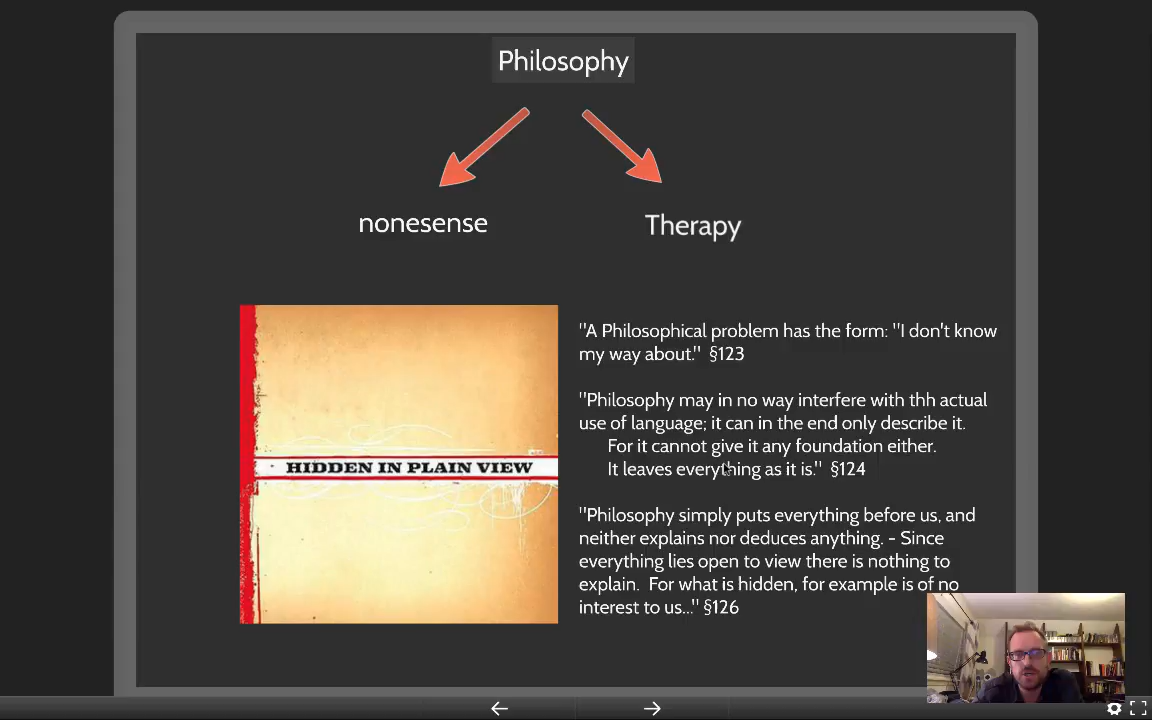 Philosophy
nonesense
Therapy
HIDDEN IN PLAIN VIEW
"A Philosophical problem has the form: "I don't know
my way about." §123
"Philosophy may in no way interfere with thh actual
use of language; it can in the end only describe it.
For it cannot give it any foundation either.
It leaves everything as it is." §124
"Philosophy simply puts everything before us, and
neither explains nor deduces anything. - Since
everything lies open to view there is nothing to
explain. For what is hidden, for example is of no
interest to us..." §126